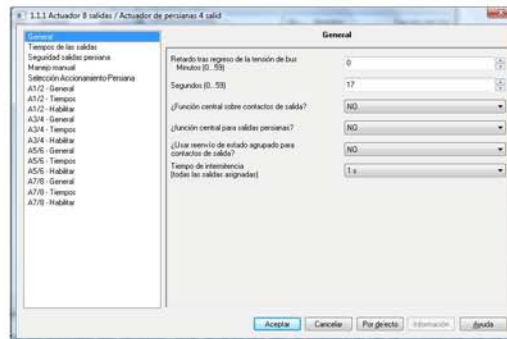 1.1.1 Actuador 8 salidas / Actuador de persianas 4 salid
General
Tiempos de las salidas
Seguridad salidas persiana
Manejo manual
Selección Accionamiento Persiana
A1/2 - General
A1/2 - Tiempos
A1/2 - Habilitar
A3/4 - General
A3/4 - Tiempos
A3/4 - Habilitar
A5/6 - General
A5/6 - Tiempos
A5/6 - Habilitar
A7/8 - General
A7/8 - Tiempos
A7/8 - Habilitar
General
Retardo tras regreso de la tensión de bus
Minutos (0...59)
0
Segundos (0...59)
17
¿Función central sobre contactos de salida?
NO
¿función central para salidas persianas?
NO
¿Usar reenvío de estado agrupado para
contactos de salida?
NO
Tiempo de intermitencia
(todas las salidas asignadas)
1 s
Aceptar
Cancelar
Por defecto
Información
Ayuda